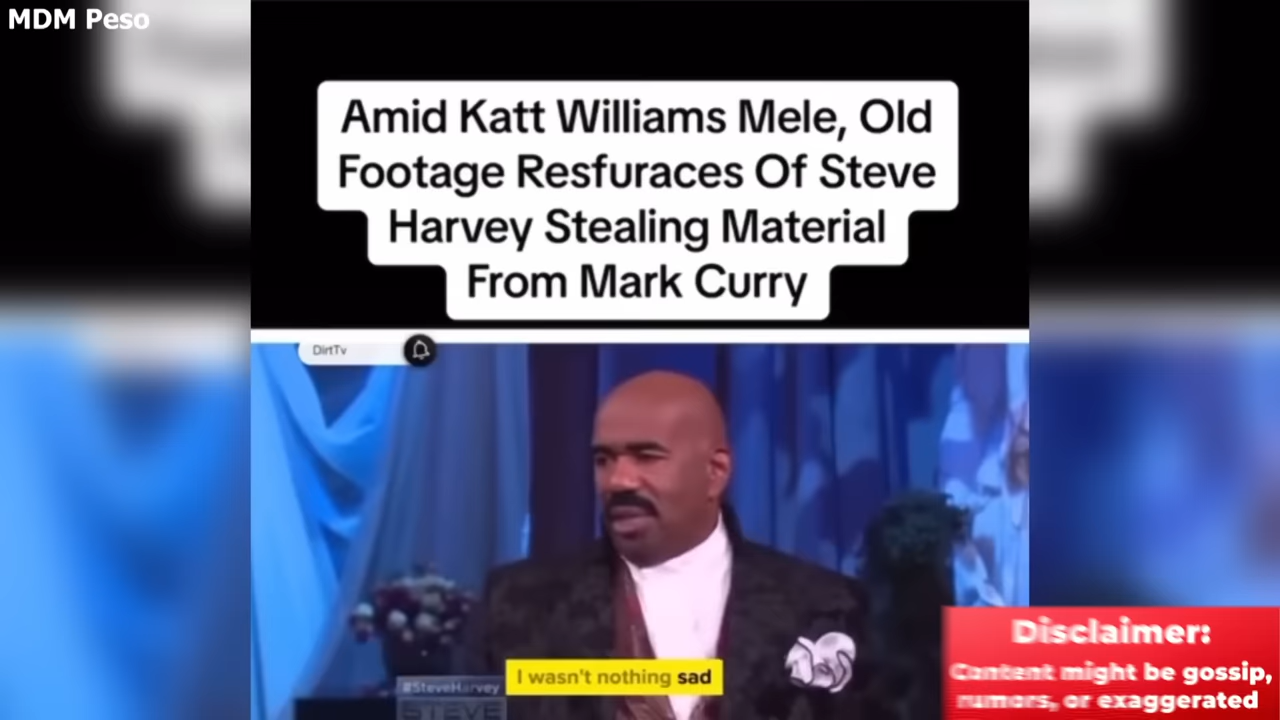 MDM Peso
Amid Katt Williams Mele, Old
Footage Resfuraces Of Steve
Harvey Stealing Material
From Mark Curry
DirtTv
I wasn't nothing sad
#SteveHarvey
STEVE
Disclaimer:
Content might be gossip,
rumors, or exaggerated